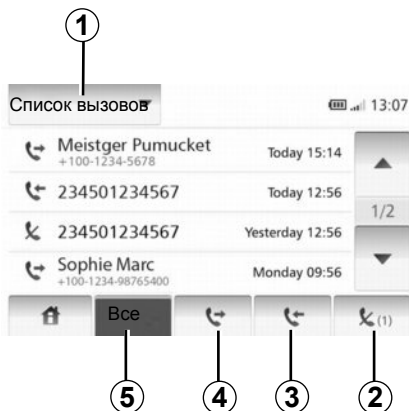 1
Список вызовов 13:07
Meistger Pumucket Today 15:14
+100-1234-5678
234501234567 Today 12:56
1/2
234501234567 Yesterday 12:56
Sophie Marc Monday 09:56
+100-1234-98765400
Все (1)
5 4 3 2